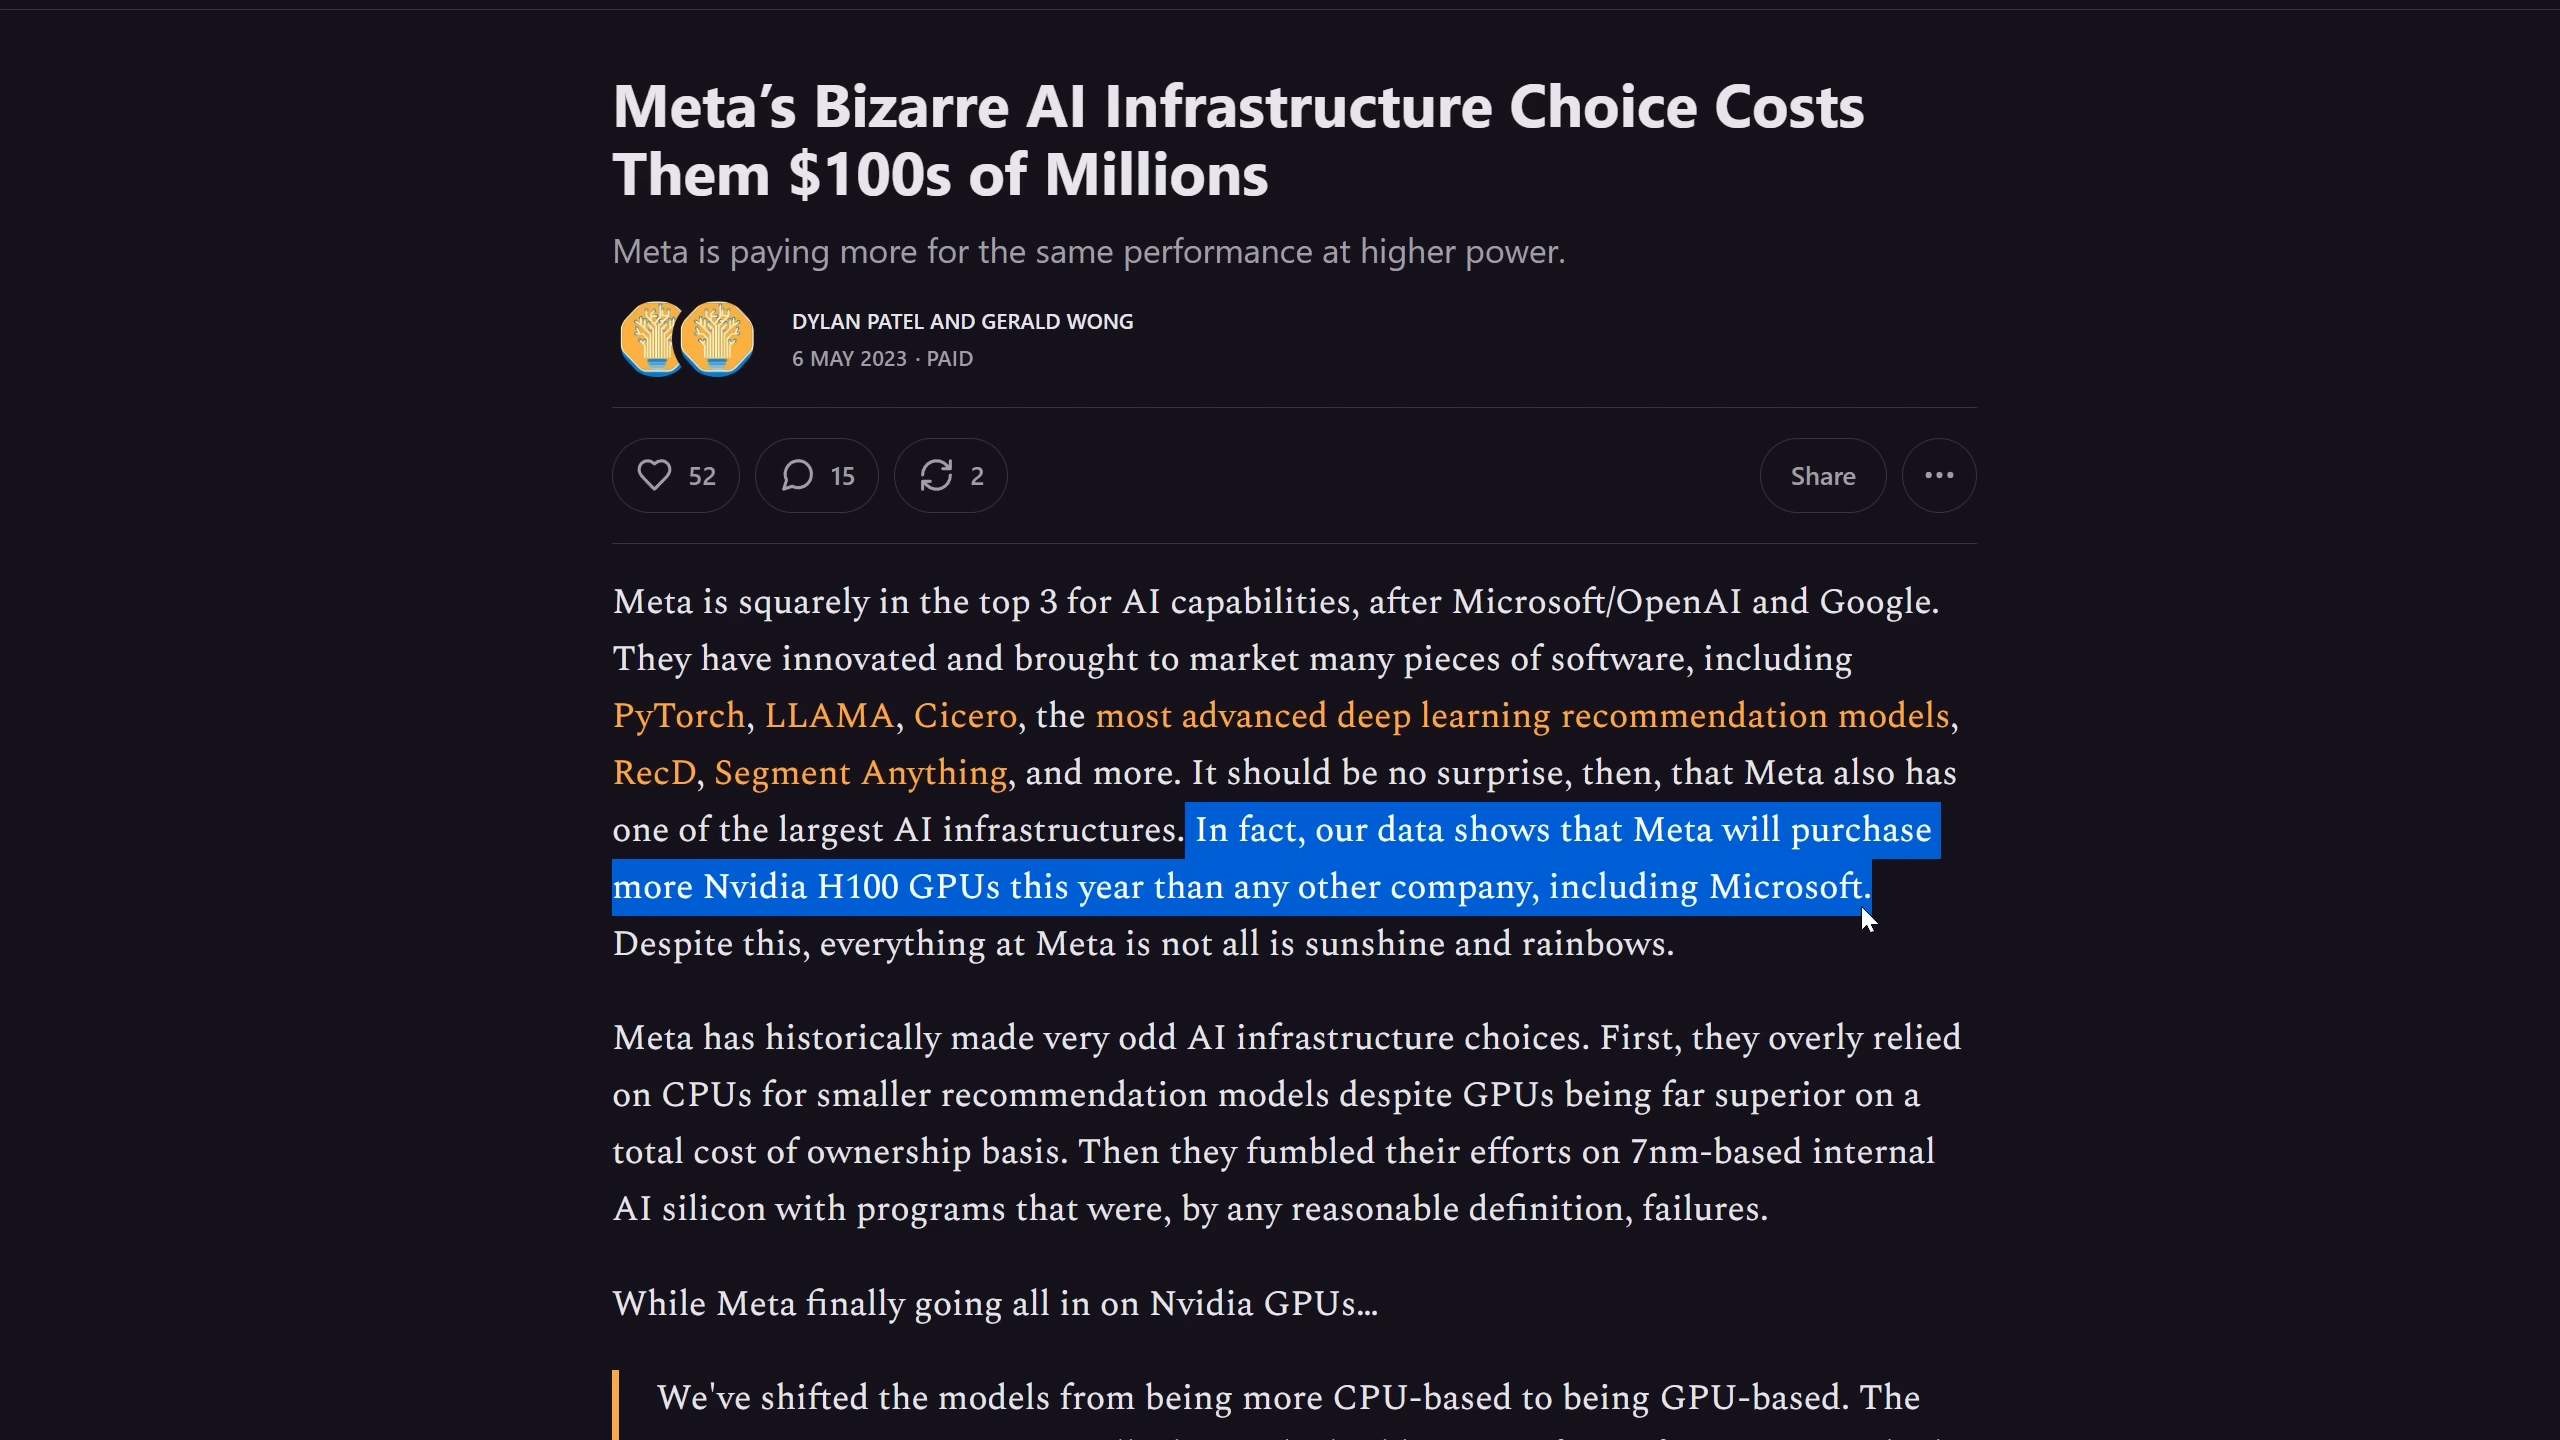 Meta’s Bizarre AI Infrastructure Choice Costs
Them $100s of Millions
Meta is paying more for the same performance at higher power.
DYLAN PATEL AND GERALD WONG
6 MAY 2023 · PAID
52
15
2
Share
Meta is squarely in the top 3 for AI capabilities, after Microsoft/OpenAI and Google.
They have innovated and brought to market many pieces of software, including
PyTorch, LLAMA, Cicero, the most advanced deep learning recommendation models,
RecD, Segment Anything, and more. It should be no surprise, then, that Meta also has
one of the largest AI infrastructures. In fact, our data shows that Meta will purchase
more Nvidia H100 GPUs this year than any other company, including Microsoft.
Despite this, everything at Meta is not all is sunshine and rainbows.
Meta has historically made very odd AI infrastructure choices. First, they overly relied
on CPUs for smaller recommendation models despite GPUs being far superior on a
total cost of ownership basis. Then they fumbled their efforts on 7nm-based internal
AI silicon with programs that were, by any reasonable definition, failures.
While Meta finally going all in on Nvidia GPUs…
We've shifted the models from being more CPU-based to being GPU-based. The